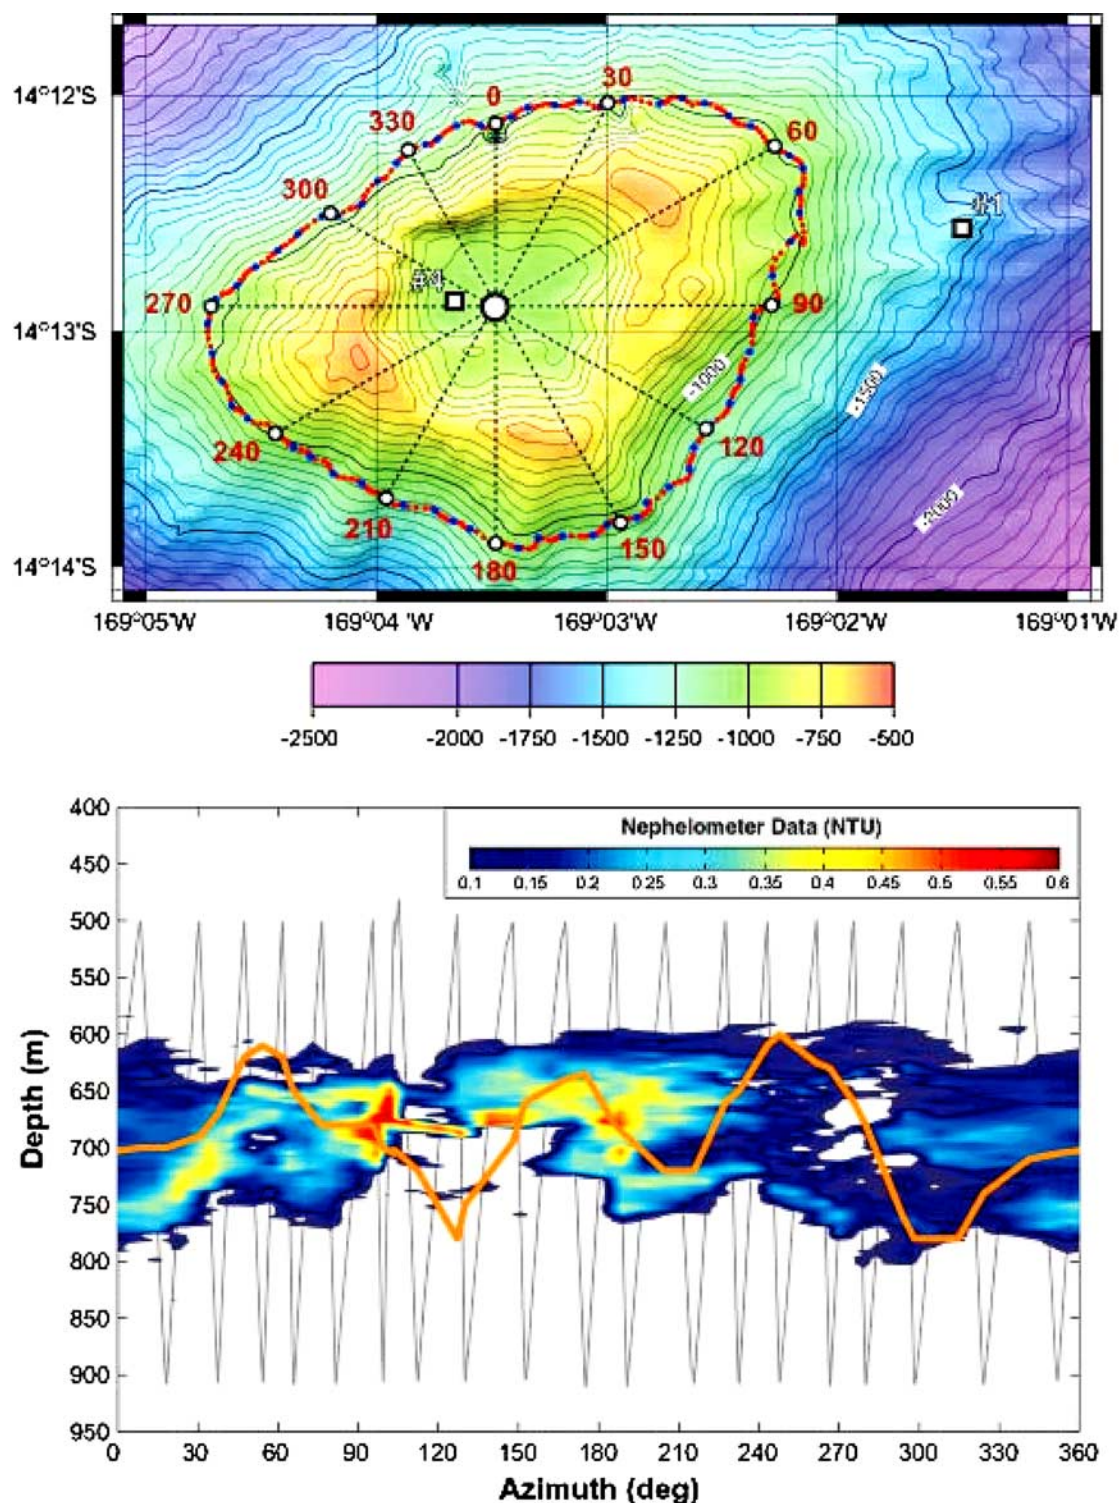 14°12'S
0
30
330
60
300
#1
#4
270
90
14°13'S
-1000
-1500
240
120
210
-2000
150
180
14°14'S
169°05'W 169°04'W 169°03'W 169°02'W 169°01'W
-2500 -2000 -1750 -1500 -1250 -1000 -750 -500
400
Nephelometer Data (NTU)
450
0.1 0.15 0.2 0.25 0.3 0.35 0.4 0.45 0.5 0.55 0.6
500
550
600
Depth (m)
650
700
750
800
850
900
950
0 30 60 90 120 150 180 210 240 270 300 330 360
Azimuth (deg)